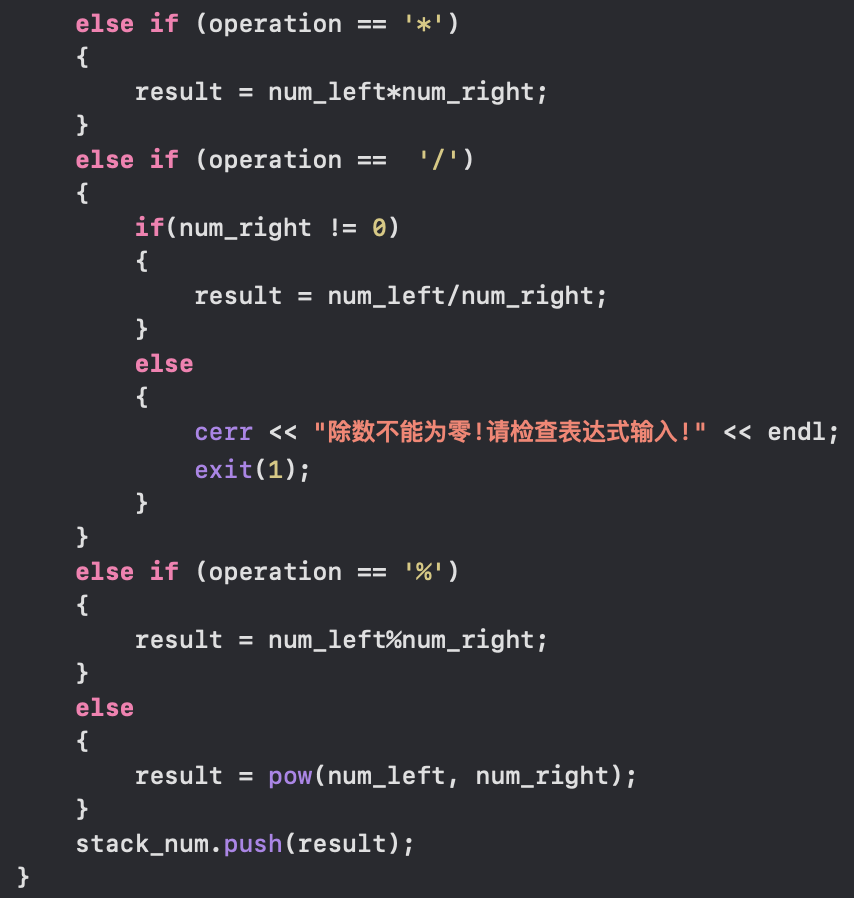 else if (operation == '*')
{
result = num_left*num_right;
}
else if (operation ==  '/')
{
if(num_right != 0)
{
result = num_left/num_right;
}
else
{
cerr << "除数不能为零!请检查表达式输入!" << endl;
exit(1);
}
}
else if (operation == '%')
{
result = num_left%num_right;
}
else
{
result = pow(num_left, num_right);
}
stack_num.push(result);
}